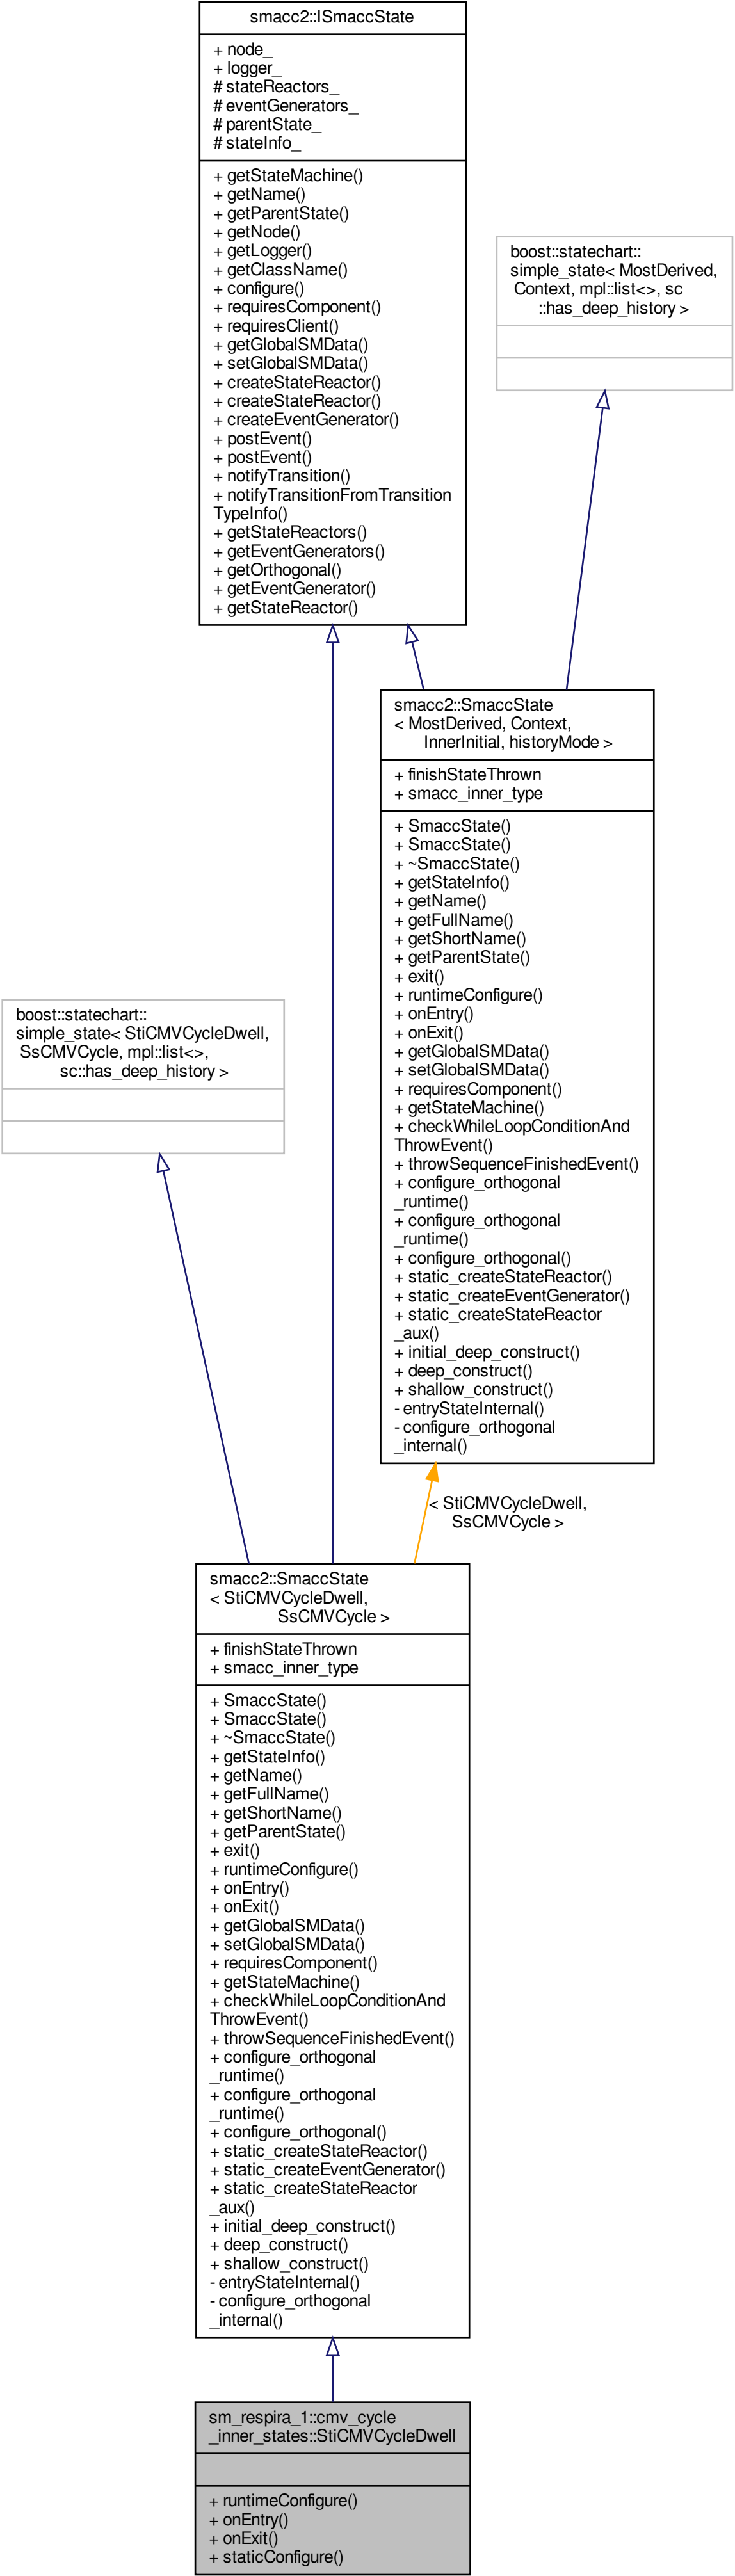 smacc2::ISmaccState
+ node_
+ logger_
# stateReactors_
# eventGenerators_
# parentState_
# stateInfo_
+ getStateMachine()
+ getName()
+ getParentState()
+ getNode()
+ getLogger()
+ getClassName()
+ configure()
+ requiresComponent()
+ requiresClient()
+ getGlobalSMData()
+ setGlobalSMData()
+ createStateReactor()
+ createStateReactor()
+ createEventGenerator()
+ postEvent()
+ postEvent()
+ notifyTransition()
+ notifyTransitionFromTransition
TypeInfo()
+ getStateReactors()
+ getEventGenerators()
+ getOrthogonal()
+ getEventGenerator()
+ getStateReactor()
boost::statechart::
simple_state< MostDerived,
Context, mpl::list<>, sc
::has_deep_history >
smacc2::SmaccState
< MostDerived, Context,
InnerInitial, historyMode >
+ finishStateThrown
+ smacc_inner_type
+ SmaccState()
+ SmaccState()
+ ~SmaccState()
+ getStateInfo()
+ getName()
+ getFullName()
+ getShortName()
+ getParentState()
+ exit()
+ runtimeConfigure()
+ onEntry()
+ onExit()
+ getGlobalSMData()
+ setGlobalSMData()
+ requiresComponent()
+ getStateMachine()
+ checkWhileLoopConditionAnd
ThrowEvent()
+ throwSequenceFinishedEvent()
+ configure_orthogonal
_runtime()
+ configure_orthogonal
_runtime()
+ configure_orthogonal()
+ static_createStateReactor()
+ static_createEventGenerator()
+ static_createStateReactor
_aux()
+ initial_deep_construct()
+ deep_construct()
+ shallow_construct()
- entryStateInternal()
- configure_orthogonal
_internal()
boost::statechart::
simple_state< StiCMVCycleDwell,
SsCMVCycle, mpl::list<>,
sc::has_deep_history >
< StiCMVCycleDwell,
SsCMVCycle >
smacc2::SmaccState
< StiCMVCycleDwell,
SsCMVCycle >
+ finishStateThrown
+ smacc_inner_type
+ SmaccState()
+ SmaccState()
+ ~SmaccState()
+ getStateInfo()
+ getName()
+ getFullName()
+ getShortName()
+ getParentState()
+ exit()
+ runtimeConfigure()
+ onEntry()
+ onExit()
+ getGlobalSMData()
+ setGlobalSMData()
+ requiresComponent()
+ getStateMachine()
+ checkWhileLoopConditionAnd
ThrowEvent()
+ throwSequenceFinishedEvent()
+ configure_orthogonal
_runtime()
+ configure_orthogonal
_runtime()
+ configure_orthogonal()
+ static_createStateReactor()
+ static_createEventGenerator()
+ static_createStateReactor
_aux()
+ initial_deep_construct()
+ deep_construct()
+ shallow_construct()
- entryStateInternal()
- configure_orthogonal
_internal()
sm_respira_1::cmv_cycle
_inner_states::StiCMVCycleDwell
+ runtimeConfigure()
+ onEntry()
+ onExit()
+ staticConfigure()